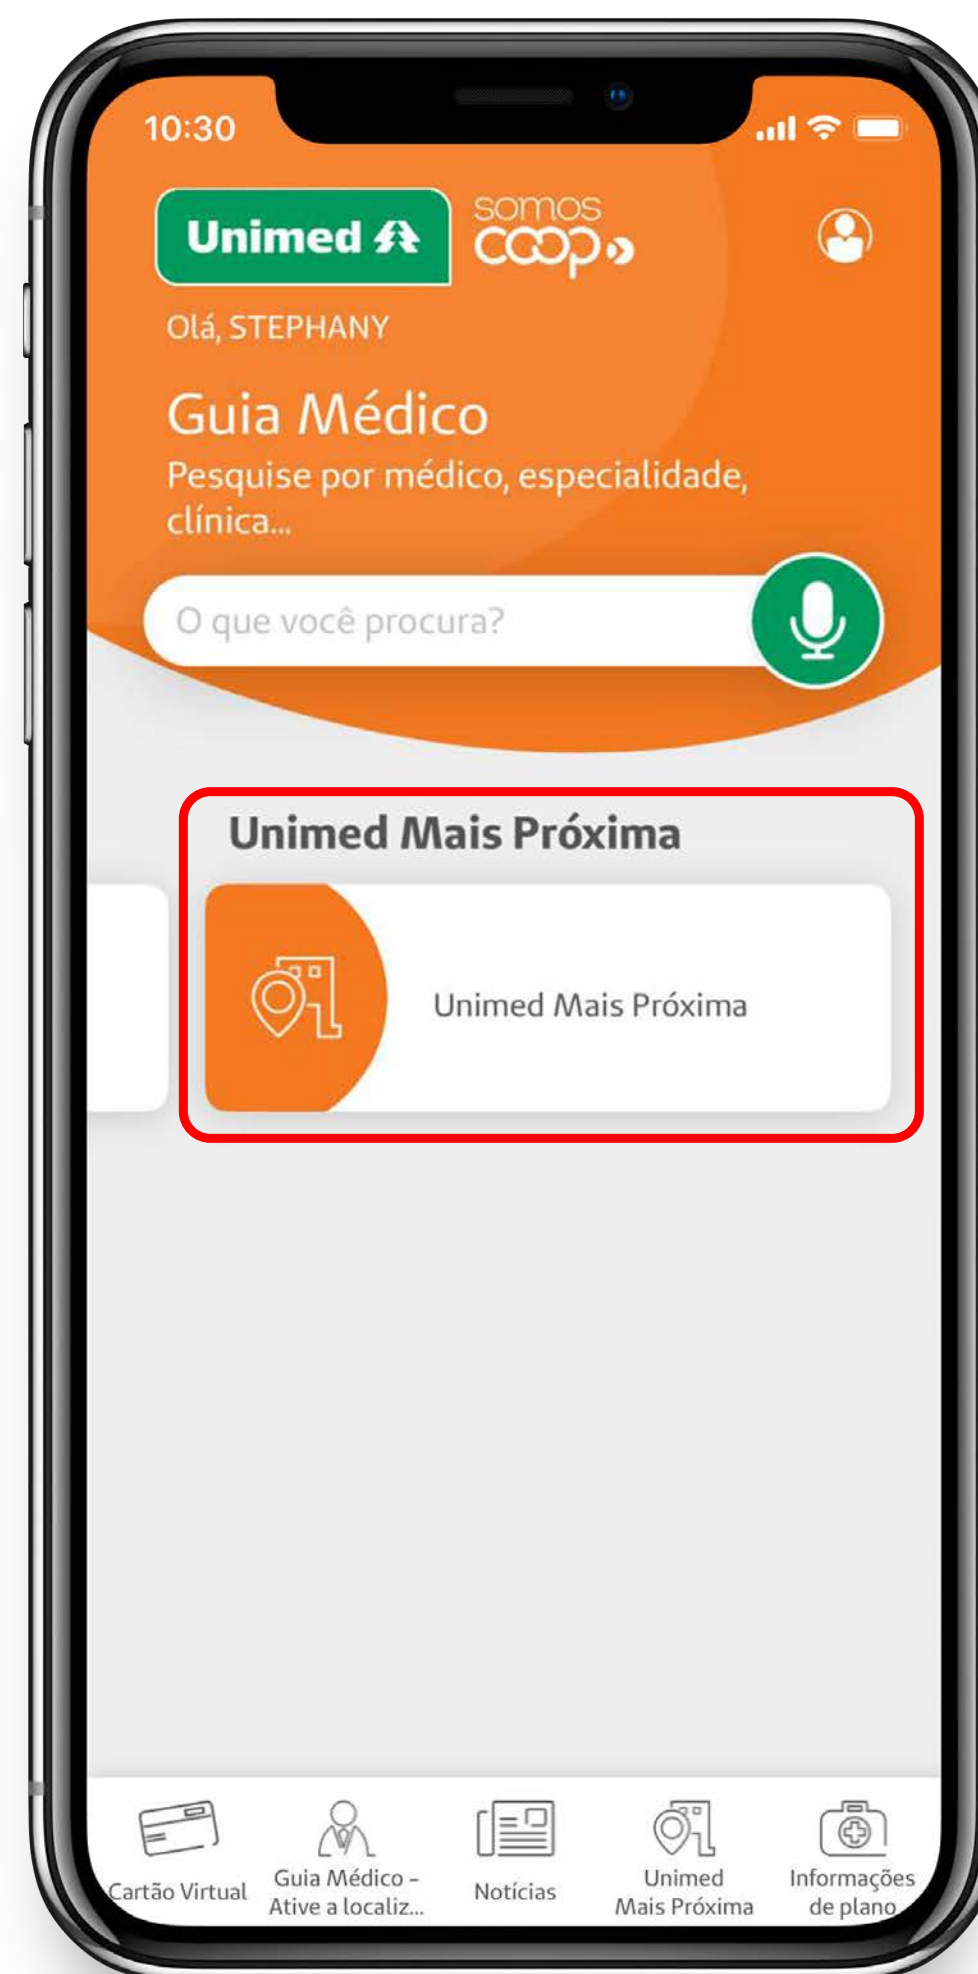 10:30
Unimed
somos
coop
Olá, STEPHANY
Guia Médico
Pesquise por médico, especialidade,
clínica...
O que você procura?
Unimed Mais Próxima
Unimed Mais Próxima
Cartão Virtual
Guia Médico -
Ative a localiz...
Notícias
Unimed
Mais Próxima
Informações
de plano